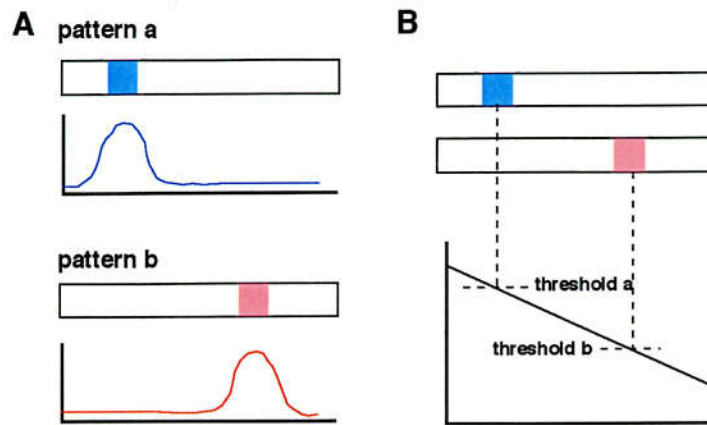 A
pattern a
pattern b
B
threshold a
threshold b